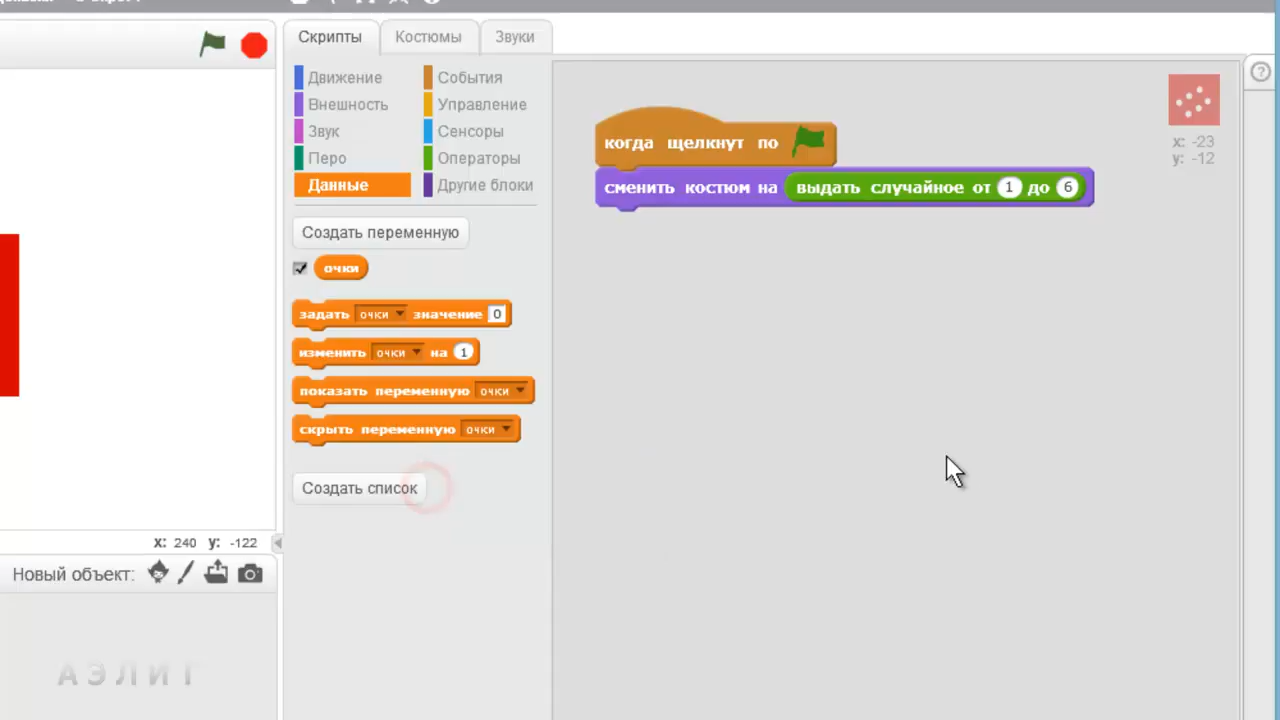 Скрипты Костюмы Звуки
Движение События
Внешность Управление
Звук Сенсоры
Перо Операторы
Данные Другие блоки
Создать переменную
очки
задать очки значение 0
изменить очки на 1
показать переменную очки
скрыть переменную очки
Создать список
когда щелкнут по
сменить костюм на выдать случайное от 1 до 6
x: -23
y: -12
?
x: 240 y: -122
Новый объект:
АЭЛИТ